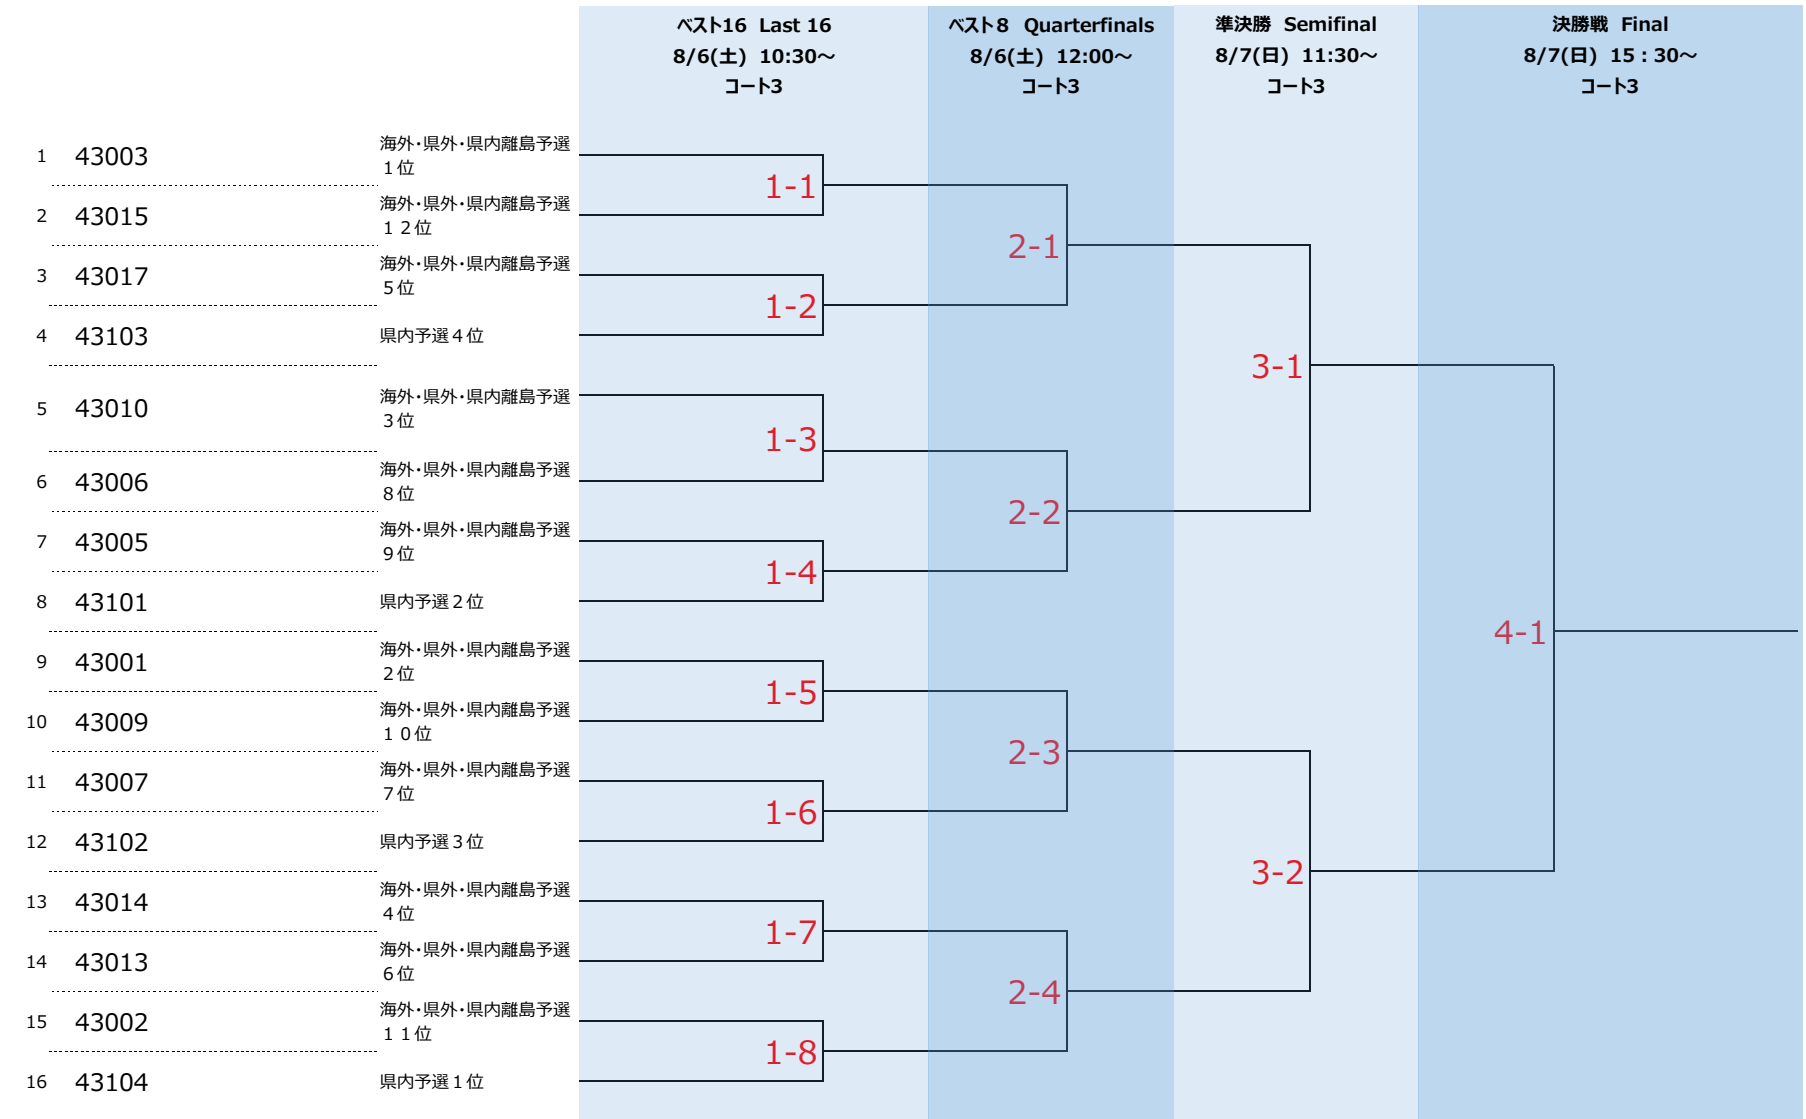 ベスト16 Last 16
8/6(土) 10:30～
コート3
ベスト8 Quarterfinals
8/6(土) 12:00～
コート3
準決勝 Semifinal
8/7(日) 11:30～
コート3
決勝戦 Final
8/7(日) 15：30～
コート3
1 43003 海外・県外・県内離島予選
１位
2 43015 海外・県外・県内離島予選
１２位
3 43017 海外・県外・県内離島予選
５位
4 43103 県内予選４位
5 43010 海外・県外・県内離島予選
３位
6 43006 海外・県外・県内離島予選
８位
7 43005 海外・県外・県内離島予選
９位
8 43101 県内予選２位
9 43001 海外・県外・県内離島予選
２位
10 43009 海外・県外・県内離島予選
１０位
11 43007 海外・県外・県内離島予選
７位
12 43102 県内予選３位
13 43014 海外・県外・県内離島予選
４位
14 43013 海外・県外・県内離島予選
６位
15 43002 海外・県外・県内離島予選
１１位
16 43104 県内予選１位
1-1
1-2
1-3
1-4
1-5
1-6
1-7
1-8
2-1
2-2
2-3
2-4
3-1
3-2
4-1